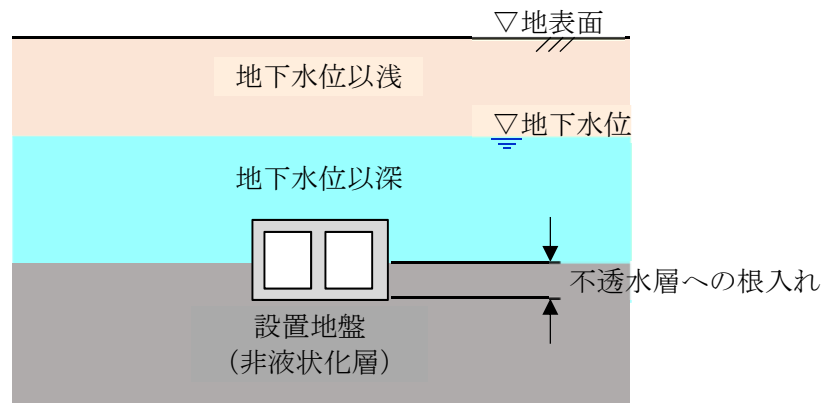 ▽地表面
地下水位以浅
▽地下水位
地下水位以深
不透水層への根入れ
設置地盤
（非液状化層）